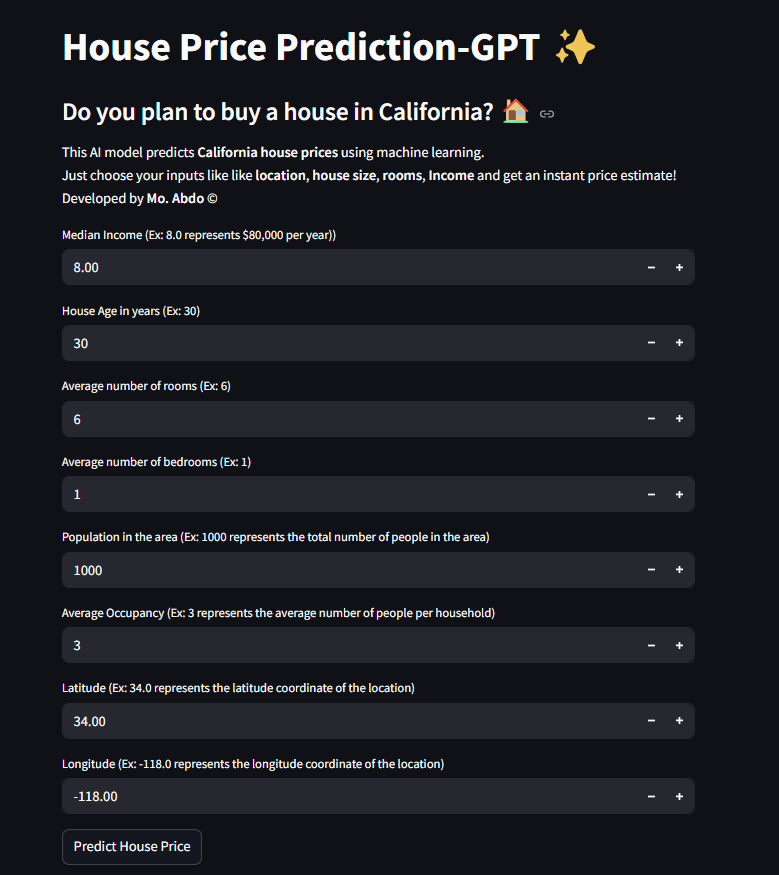 House Price Prediction-GPT ✨
Do you plan to buy a house in California? 🏠
This AI model predicts California house prices using machine learning.
Just choose your inputs like like location, house size, rooms, Income and get an instant price estimate!
Developed by Mo. Abdo ©
Median Income (Ex: 8.0 represents $80,000 per year))
8.00 − +
House Age in years (Ex: 30)
30 − +
Average number of rooms (Ex: 6)
6 − +
Average number of bedrooms (Ex: 1)
1 − +
Population in the area (Ex: 1000 represents the total number of people in the area)
1000 − +
Average Occupancy (Ex: 3 represents the average number of people per household)
3 − +
Latitude (Ex: 34.0 represents the latitude coordinate of the location)
34.00 − +
Longitude (Ex: -118.0 represents the longitude coordinate of the location)
-118.00 − +
Predict House Price